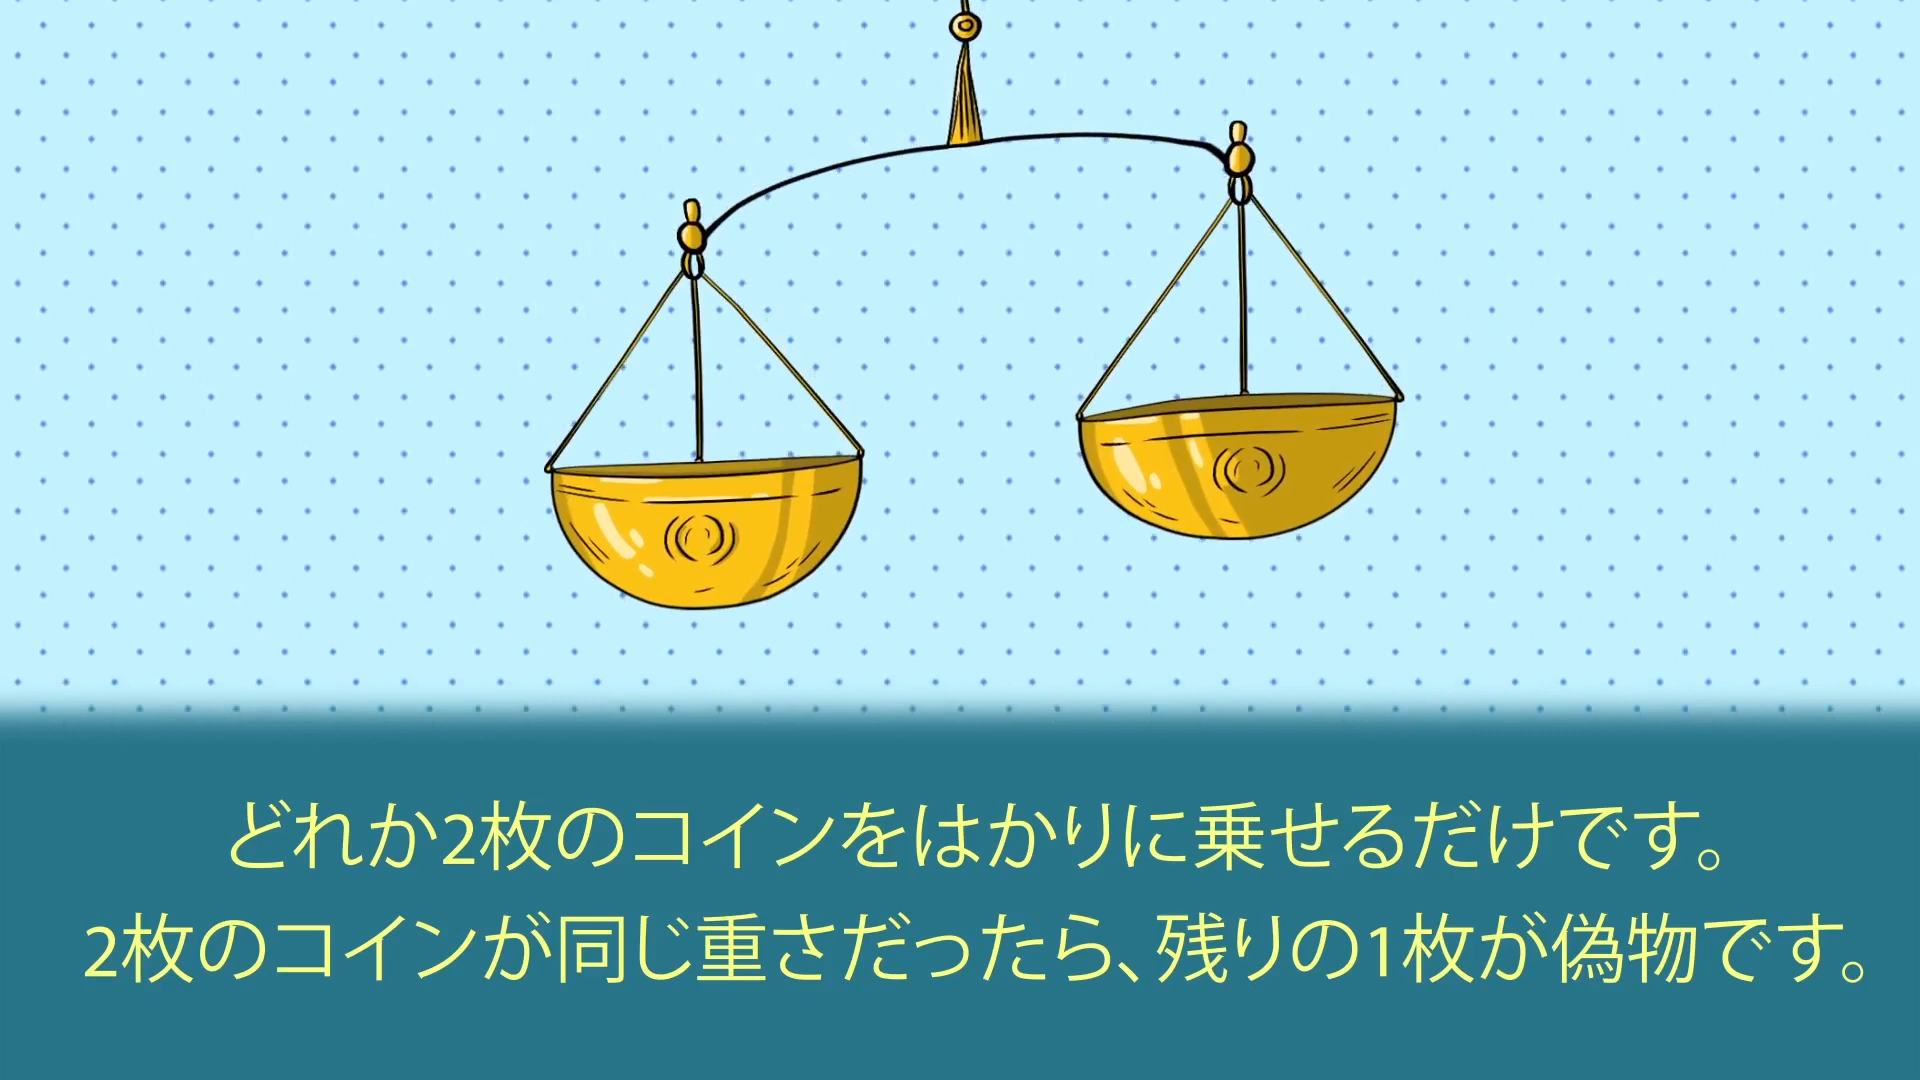 どれか2枚のコインをはかりに乗せるだけです。
2枚のコインが同じ重さだったら、残りの1枚が偽物です。